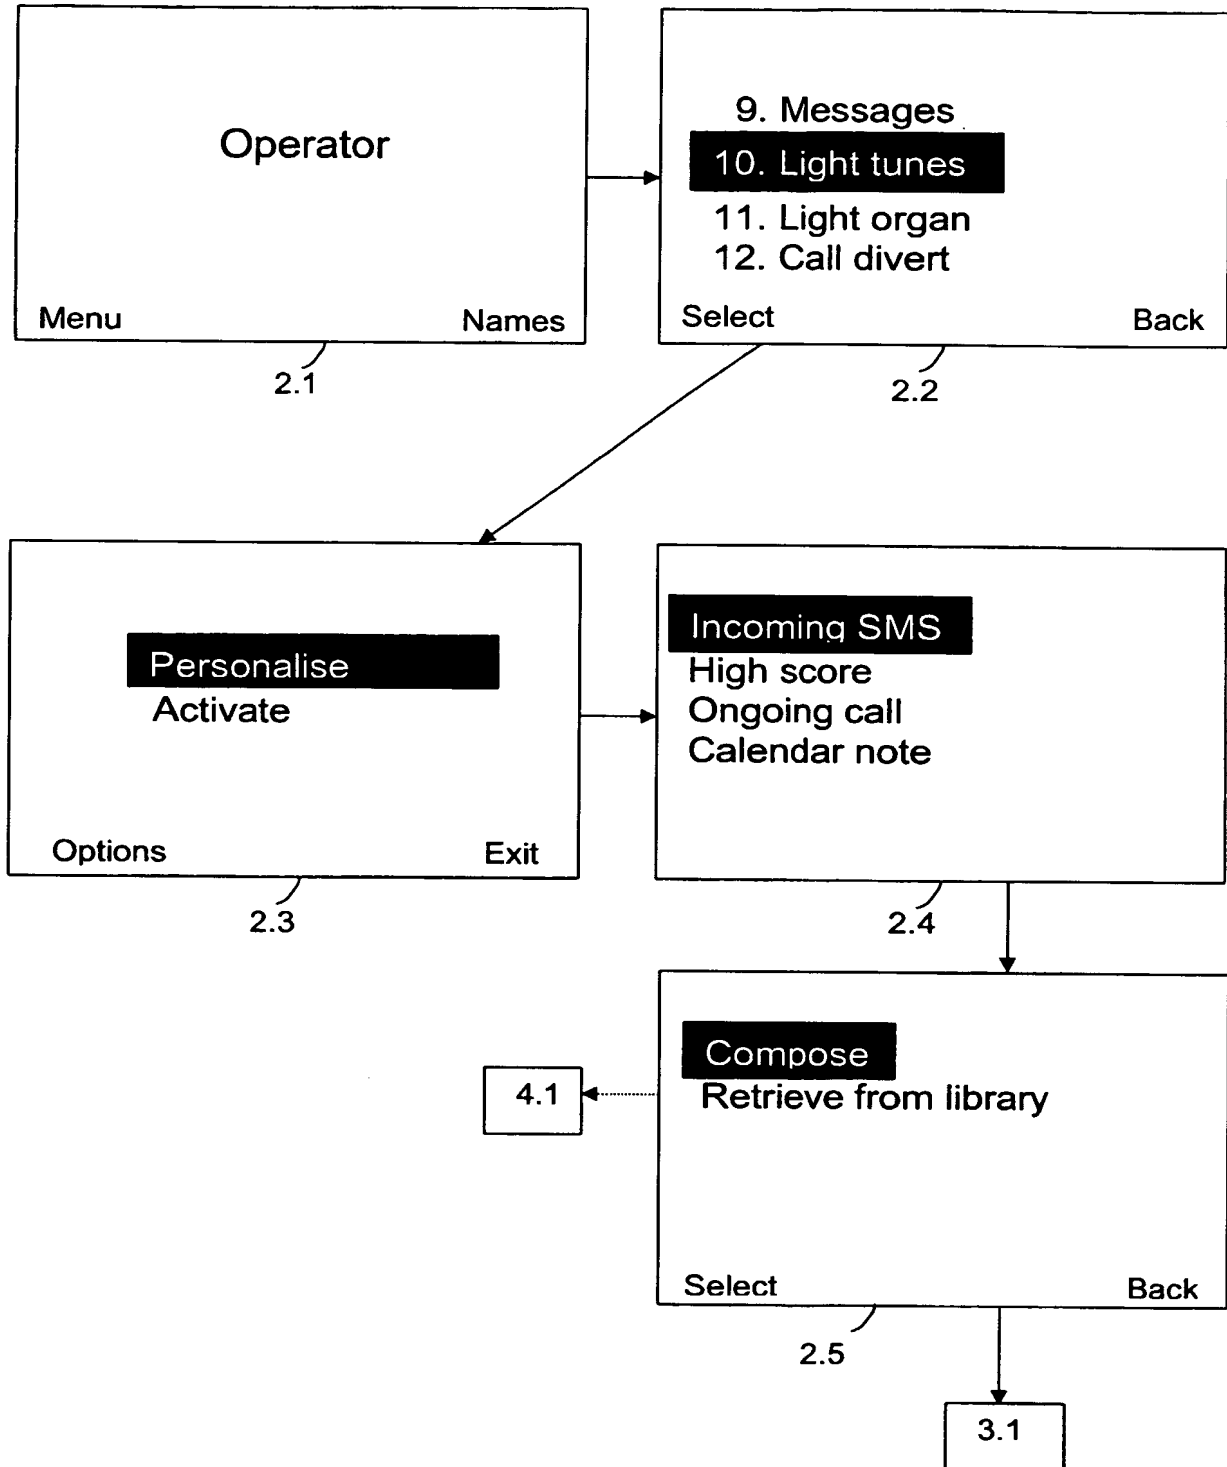 Operator
Menu Names
2.1
9. Messages
10. Light tunes
11. Light organ
12. Call divert
Select Back
2.2
Personalise
Activate
Options Exit
2.3
Incoming SMS
High score
Ongoing call
Calendar note
2.4
Compose
Retrieve from library
Select Back
2.5
4.1
3.1